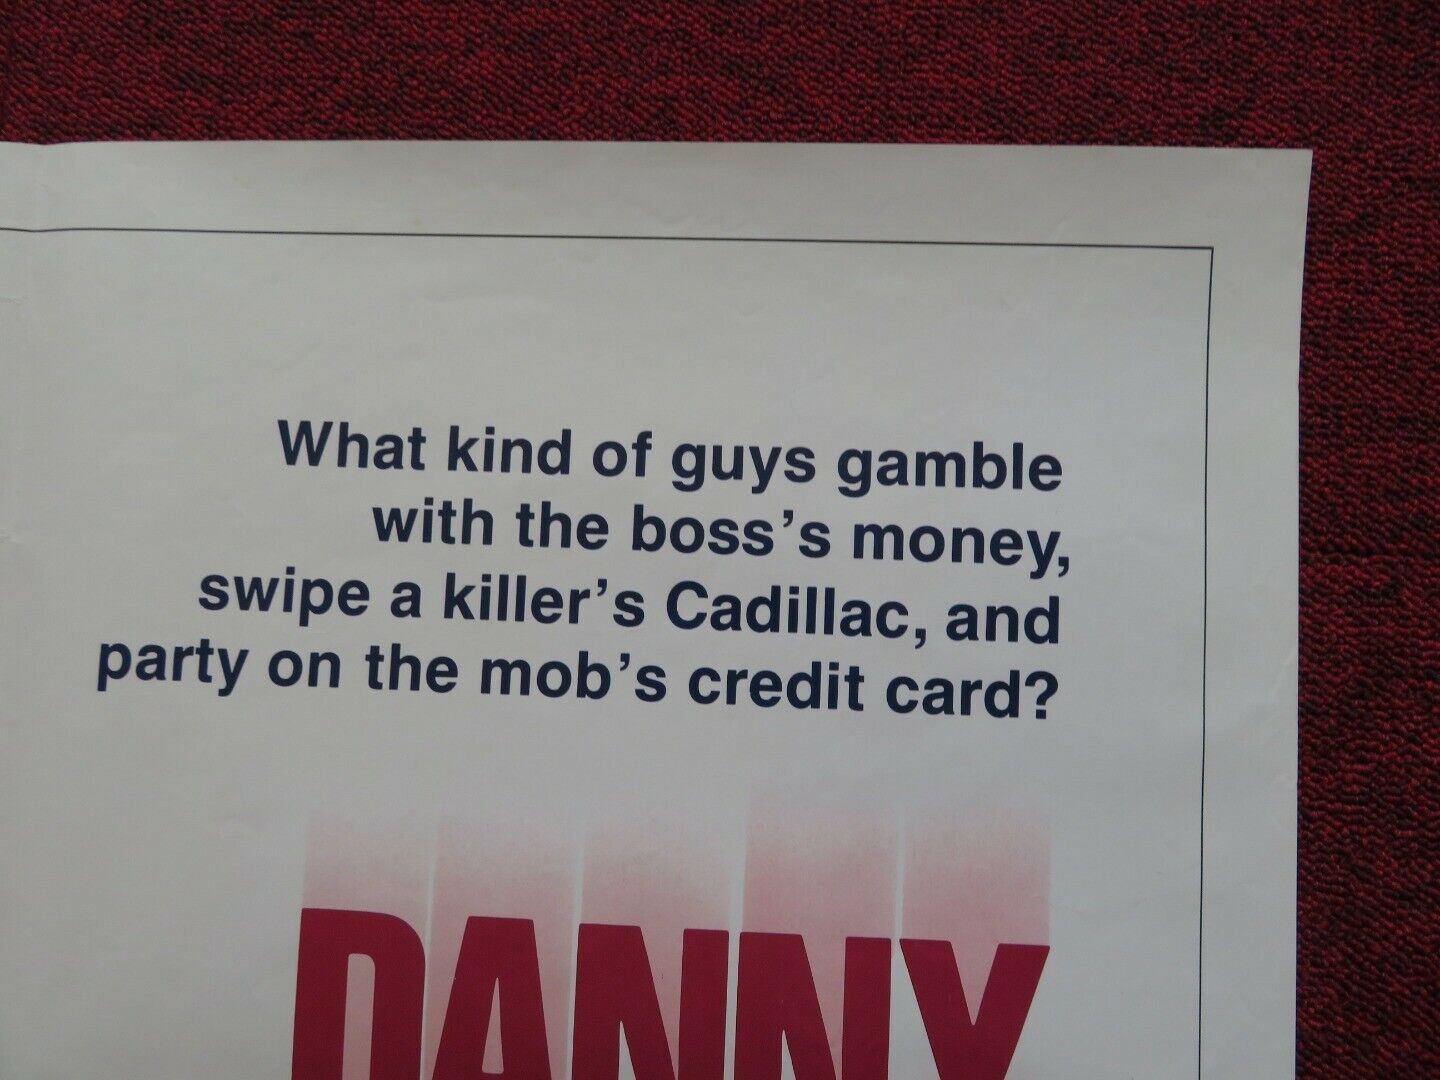 What kind of guys gamble
with the boss's money,
swipe a killer's Cadillac, and
party on the mob's credit card?
DANNY